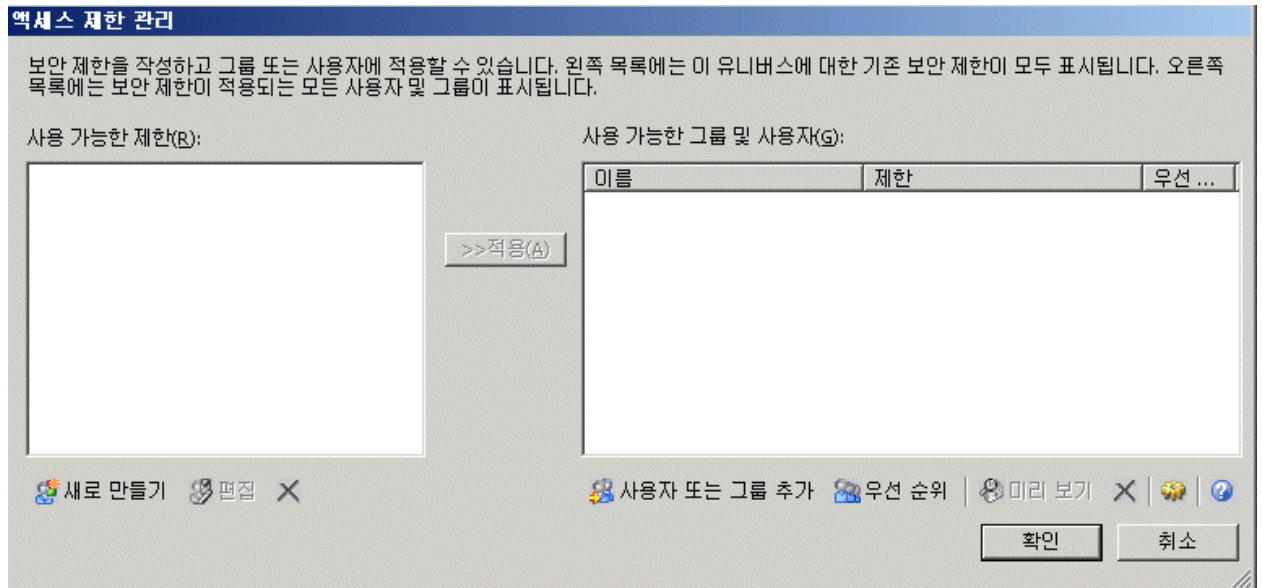 액세스 제한 관리
보안 제한을 작성하고 그룹 또는 사용자에 적용할 수 있습니다. 왼쪽 목록에는 이 유니버스에 대한 기존 보안 제한이 모두 표시됩니다. 오른쪽
목록에는 보안 제한이 적용되는 모든 사용자 및 그룹이 표시됩니다.
사용 가능한 제한(R):
사용 가능한 그룹 및 사용자(G):
이름 제한 우선 ...
>>적용(A)
새로 만들기 편집
사용자 또는 그룹 추가 우선 순위 미리 보기
확인 취소